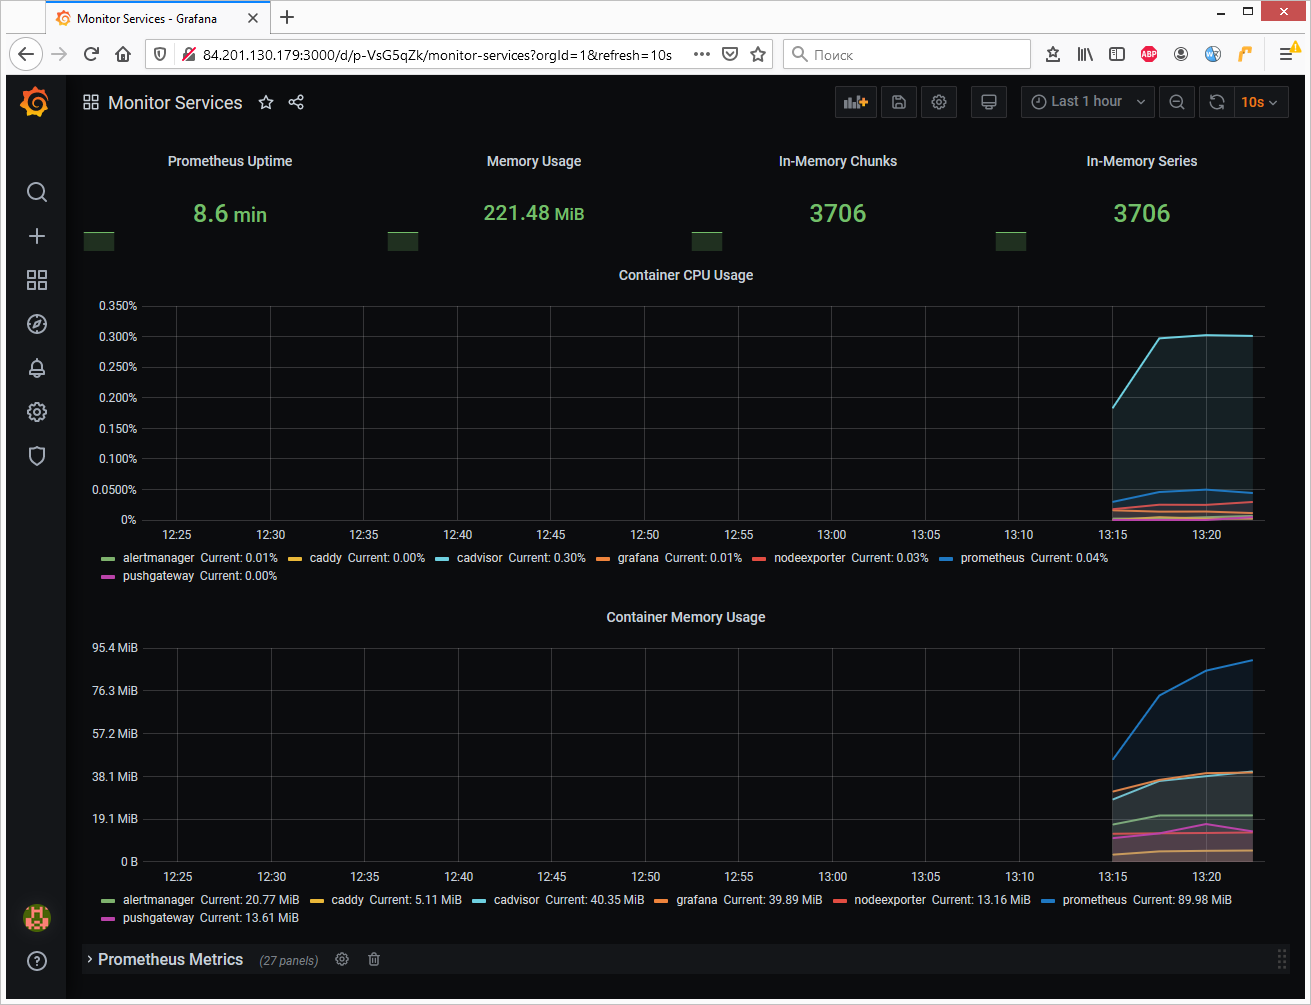 Monitor Services - Grafana
84.201.130.179:3000/d/p-VsG5qZk/monitor-services?orgId=1&refresh=10s
Поиск
ABP
Monitor Services
Last 1 hour
10s
Prometheus Uptime
Memory Usage
In-Memory Chunks
In-Memory Series
8.6 min
221.48 MiB
3706
3706
Container CPU Usage
0.350%
0.300%
0.250%
0.200%
0.150%
0.100%
0.0500%
0%
12:25 12:30 12:35 12:40 12:45 12:50 12:55 13:00 13:05 13:10 13:15 13:20
alertmanager Current: 0.01% caddy Current: 0.00% cadvisor Current: 0.30% grafana Current: 0.01% nodeexporter Current: 0.03% prometheus Current: 0.04%
pushgateway Current: 0.00%
Container Memory Usage
95.4 MiB
76.3 MiB
57.2 MiB
38.1 MiB
19.1 MiB
0 B
12:25 12:30 12:35 12:40 12:45 12:50 12:55 13:00 13:05 13:10 13:15 13:20
alertmanager Current: 20.77 MiB caddy Current: 5.11 MiB cadvisor Current: 40.35 MiB grafana Current: 39.89 MiB nodeexporter Current: 13.16 MiB prometheus Current: 89.98 MiB
pushgateway Current: 13.61 MiB
Prometheus Metrics (27 panels)